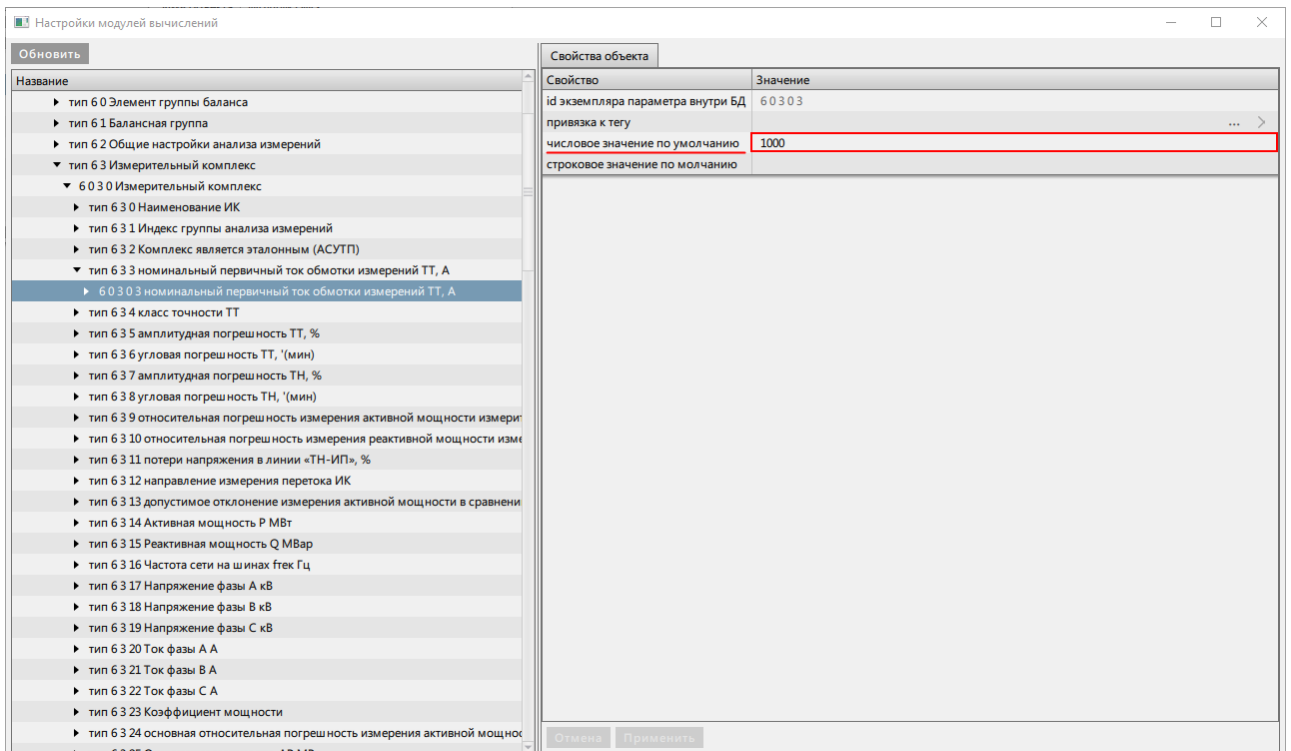 Настройки модулей вычислений
Обновить
Название
тип 6 0 Элемент группы баланса
тип 6 1 Балансная группа
тип 6 2 Общие настройки анализа измерений
тип 6 3 Измерительный комплекс
6 0 3 0 Измерительный комплекс
тип 6 3 0 Наименование ИК
тип 6 3 1 Индекс группы анализа измерений
тип 6 3 2 Комплекс является эталонным (АСУТП)
тип 6 3 3 номинальный первичный ток обмотки измерений ТТ, А
6 0 3 0 3 номинальный первичный ток обмотки измерений ТТ, А
тип 6 3 4 класс точности ТТ
тип 6 3 5 амплитудная погрешность ТТ, %
тип 6 3 6 угловая погрешность ТТ, '(мин)
тип 6 3 7 амплитудная погрешность ТН, %
тип 6 3 8 угловая погрешность ТН, '(мин)
тип 6 3 9 относительная погрешность измерения активной мощности измерит
тип 6 3 10 относительная погрешность измерения реактивной мощности изме
тип 6 3 11 потери напряжения в линии «ТН-ИП», %
тип 6 3 12 направление измерения перетока ИК
тип 6 3 13 допустимое отклонение измерения активной мощности в сравнени
тип 6 3 14 Активная мощность P МВт
тип 6 3 15 Реактивная мощность Q МВар
тип 6 3 16 Частота сети на шинах fтек Гц
тип 6 3 17 Напряжение фазы А кВ
тип 6 3 18 Напряжение фазы В кВ
тип 6 3 19 Напряжение фазы С кВ
тип 6 3 20 Ток фазы А А
тип 6 3 21 Ток фазы В А
тип 6 3 22 Ток фазы С А
тип 6 3 23 Коэффициент мощности
тип 6 3 24 основная относительная погрешность измерения активной мощнос
Свойства объекта
Свойство Значение
id экземпляра параметра внутри БД 6 0 3 0 3
привязка к тегу ... >
числовое значение по умолчанию 1000
строковое значение по молчанию
Отмена Применить